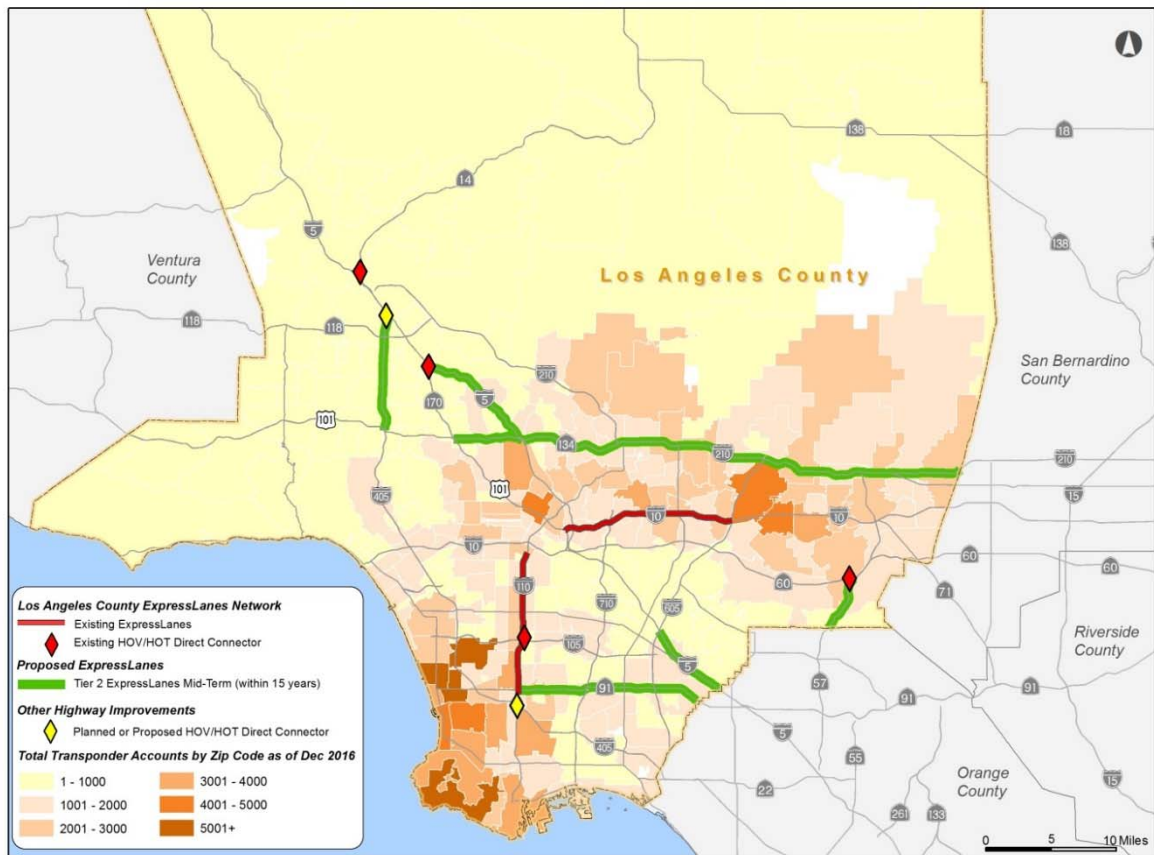 138
18
14
5
Ventura
County
138
Los Angeles County
118
118
San Bernardino
County
210
170
5
101
134
210
210
101
405
15
10
10
10
60
60
110
710
605
60
71
105
Riverside
County
5
57
91
91
91
405
5
55
22
Orange
County
15
261
133
Los Angeles County ExpressLanes Network
Existing ExpressLanes
Existing HOV/HOT Direct Connector
Proposed ExpressLanes
Tier 2 ExpressLanes Mid-Term (within 15 years)
Other Highway Improvements
Planned or Proposed HOV/HOT Direct Connector
Total Transponder Accounts by Zip Code as of Dec 2016
1 - 1000
3001 - 4000
1001 - 2000
4001 - 5000
2001 - 3000
5001+
0 5 10 Miles